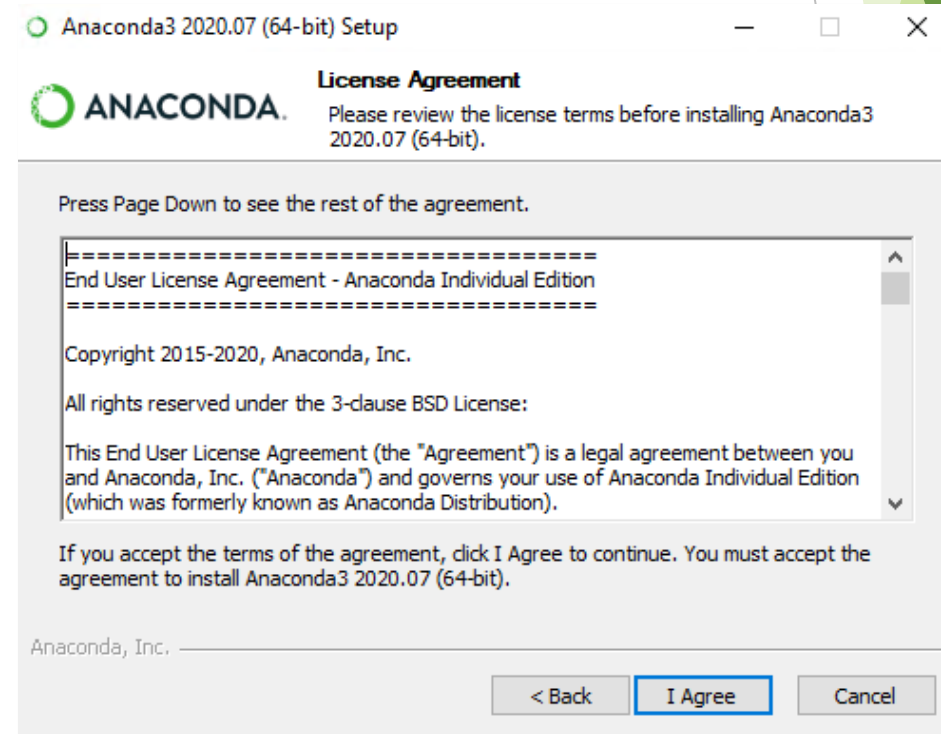 Anaconda3 2020.07 (64-bit) Setup
ANACONDA.
License Agreement
Please review the license terms before installing Anaconda3
2020.07 (64-bit).
Press Page Down to see the rest of the agreement.
===================================
End User License Agreement - Anaconda Individual Edition
===================================
Copyright 2015-2020, Anaconda, Inc.
All rights reserved under the 3-clause BSD License:
This End User License Agreement (the "Agreement") is a legal agreement between you
and Anaconda, Inc. ("Anaconda") and governs your use of Anaconda Individual Edition
(which was formerly known as Anaconda Distribution).
If you accept the terms of the agreement, click I Agree to continue. You must accept the
agreement to install Anaconda3 2020.07 (64-bit).
Anaconda, Inc.
< Back
I Agree
Cancel